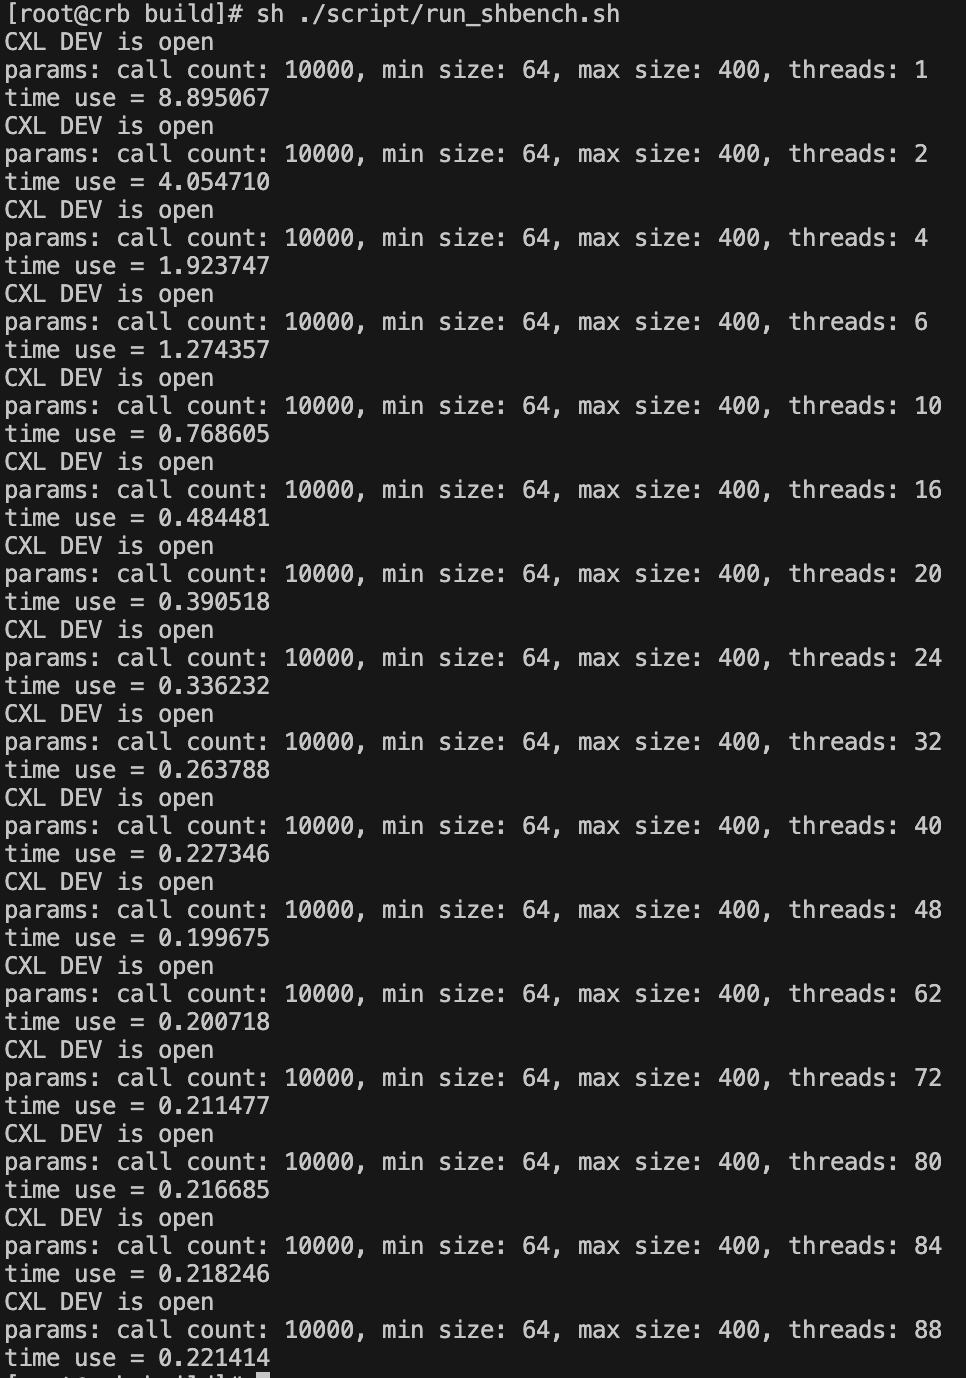 [root@crb build]# sh ./script/run_shbench.sh
CXL DEV is open
params: call count: 10000, min size: 64, max size: 400, threads: 1
time use = 8.895067
CXL DEV is open
params: call count: 10000, min size: 64, max size: 400, threads: 2
time use = 4.054710
CXL DEV is open
params: call count: 10000, min size: 64, max size: 400, threads: 4
time use = 1.923747
CXL DEV is open
params: call count: 10000, min size: 64, max size: 400, threads: 6
time use = 1.274357
CXL DEV is open
params: call count: 10000, min size: 64, max size: 400, threads: 10
time use = 0.768605
CXL DEV is open
params: call count: 10000, min size: 64, max size: 400, threads: 16
time use = 0.484481
CXL DEV is open
params: call count: 10000, min size: 64, max size: 400, threads: 20
time use = 0.390518
CXL DEV is open
params: call count: 10000, min size: 64, max size: 400, threads: 24
time use = 0.336232
CXL DEV is open
params: call count: 10000, min size: 64, max size: 400, threads: 32
time use = 0.263788
CXL DEV is open
params: call count: 10000, min size: 64, max size: 400, threads: 40
time use = 0.227346
CXL DEV is open
params: call count: 10000, min size: 64, max size: 400, threads: 48
time use = 0.199675
CXL DEV is open
params: call count: 10000, min size: 64, max size: 400, threads: 62
time use = 0.200718
CXL DEV is open
params: call count: 10000, min size: 64, max size: 400, threads: 72
time use = 0.211477
CXL DEV is open
params: call count: 10000, min size: 64, max size: 400, threads: 80
time use = 0.216685
CXL DEV is open
params: call count: 10000, min size: 64, max size: 400, threads: 84
time use = 0.218246
CXL DEV is open
params: call count: 10000, min size: 64, max size: 400, threads: 88
time use = 0.221414